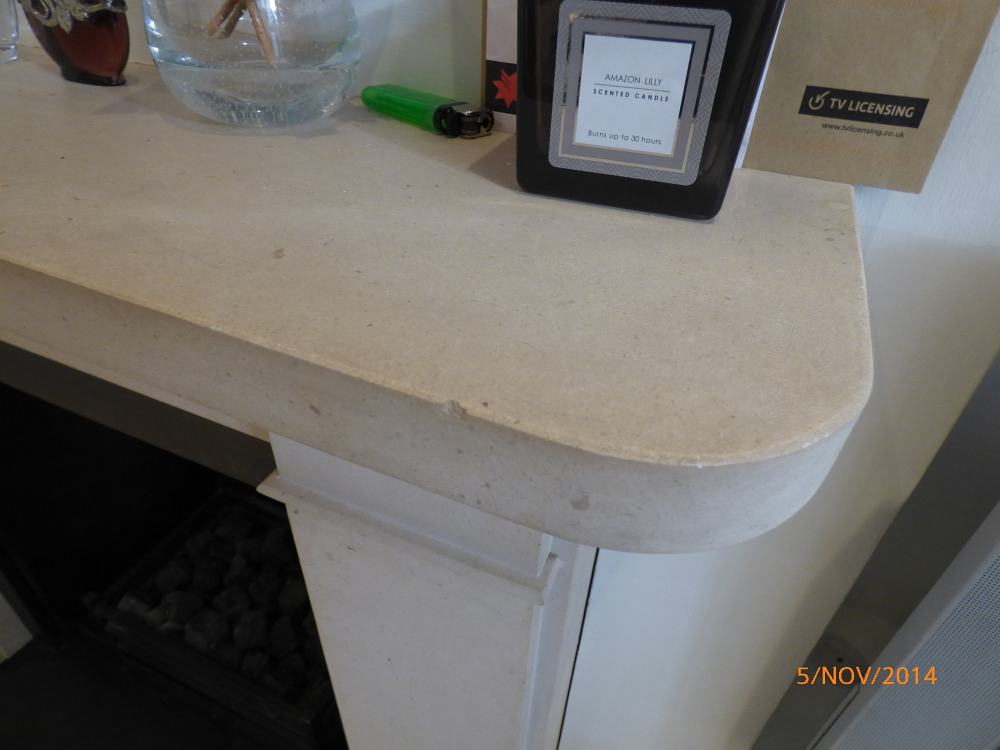 AMAZON LILLY
SCENTED CANDLE
Burns up to 30 hours
TV LICENSING
www.tvlicensing.co.uk
5/NOV/2014